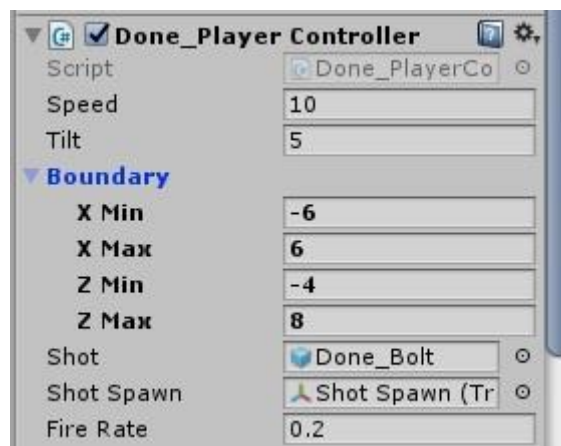 Done_Player Controller
Script Done_PlayerCo
Speed 10
Tilt 5
Boundary
X Min -6
X Max 6
Z Min -4
Z Max 8
Shot Done_Bolt
Shot Spawn Shot Spawn (Tr
Fire Rate 0.2